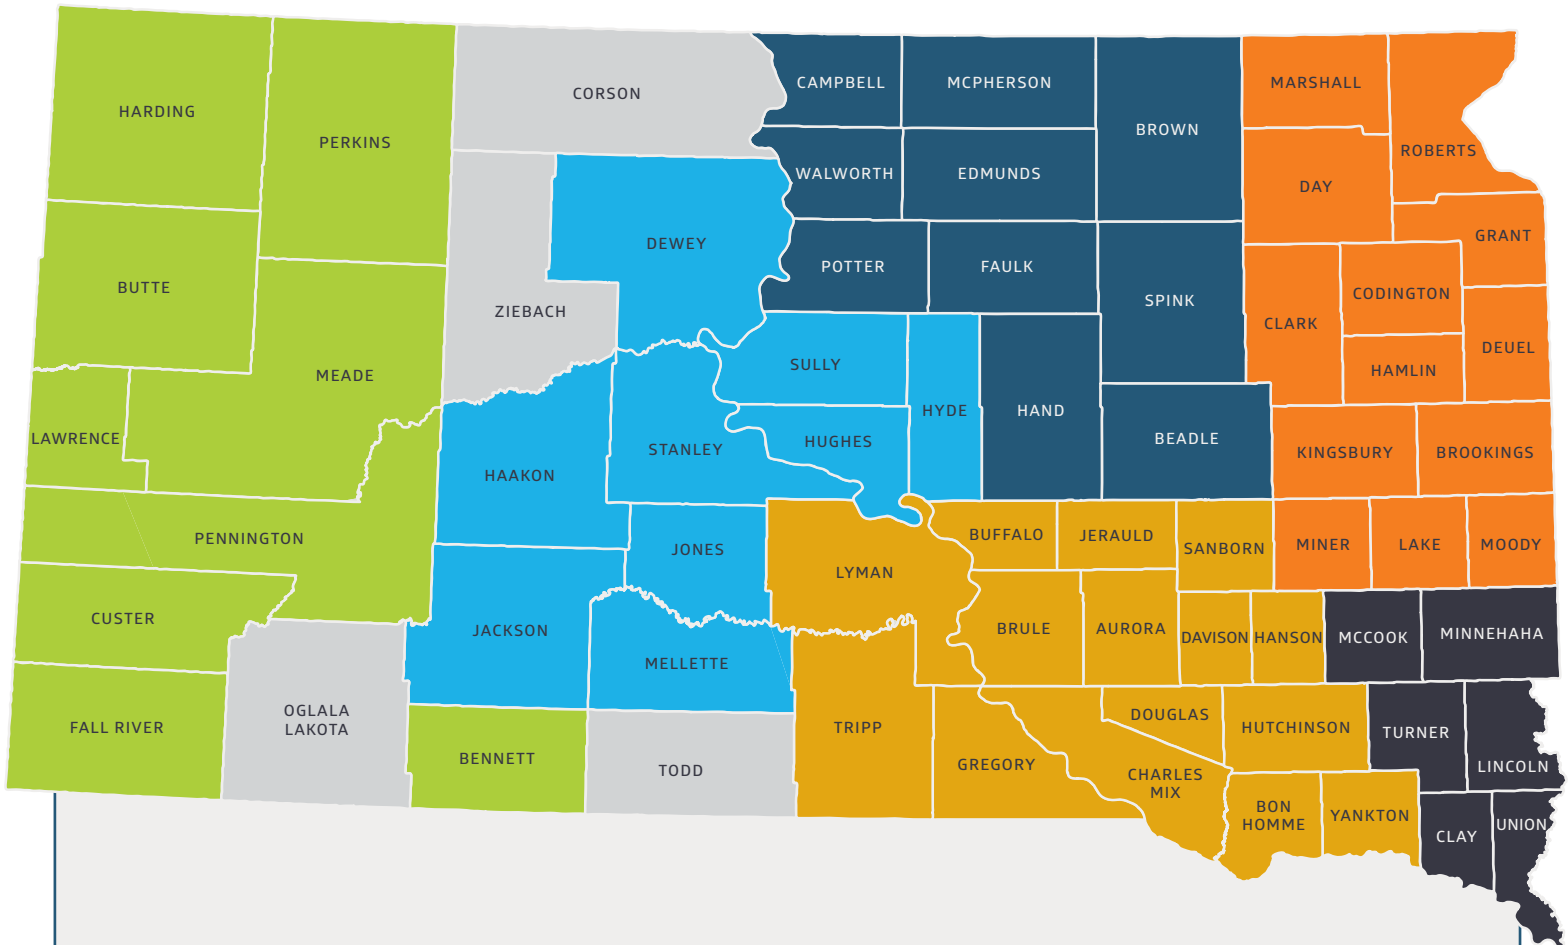 HARDING
PERKINS
CORSON
CAMPBELL
MCPHERSON
BROWN
MARSHALL
ROBERTS
WALWORTH
EDMUNDS
DAY
DEWEY
GRANT
BUTTE
ZIEBACH
POTTER
FAULK
SPINK
CODINGTON
CLARK
DEUEL
MEADE
SULLY
HAMLIN
HYDE
HAND
LAWRENCE
STANLEY
HUGHES
BEADLE
KINGSBURY
BROOKINGS
HAAKON
PENNINGTON
JONES
LYMAN
BUFFALO
JERAULD
SANBORN
MINER
LAKE
MOODY
CUSTER
JACKSON
MELLETTE
BRULE
AURORA
DAVISON
HANSON
MCCOOK
MINNEHAHA
FALL RIVER
OGLALA
LAKOTA
BENNETT
TODD
TRIPP
GREGORY
DOUGLAS
CHARLES
MIX
HUTCHINSON
TURNER
LINCOLN
BON
HOMME
YANKTON
CLAY
UNION